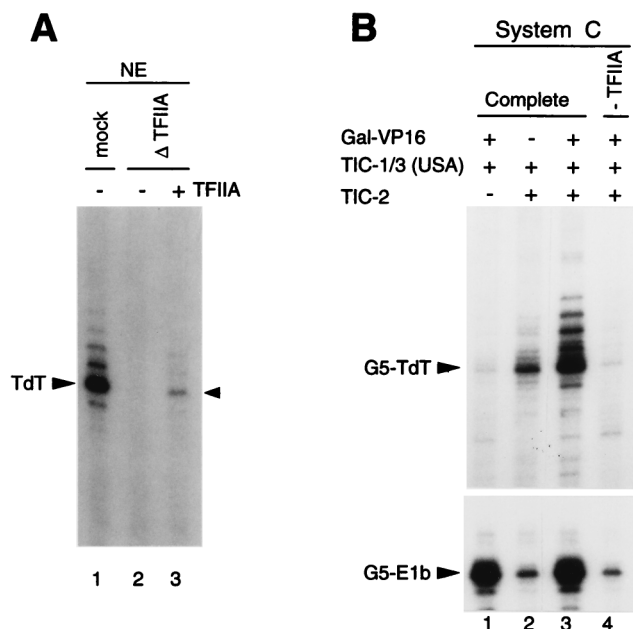 A
NE
mock
Δ TFIIA
- - + TFIIA
TdT
1 2 3
B
System C
Complete
- TFIIA
Gal-VP16 + - + +
TIC-1/3 (USA) + + + +
TIC-2 - + + +
G5-TdT
G5-E1b
1 2 3 4